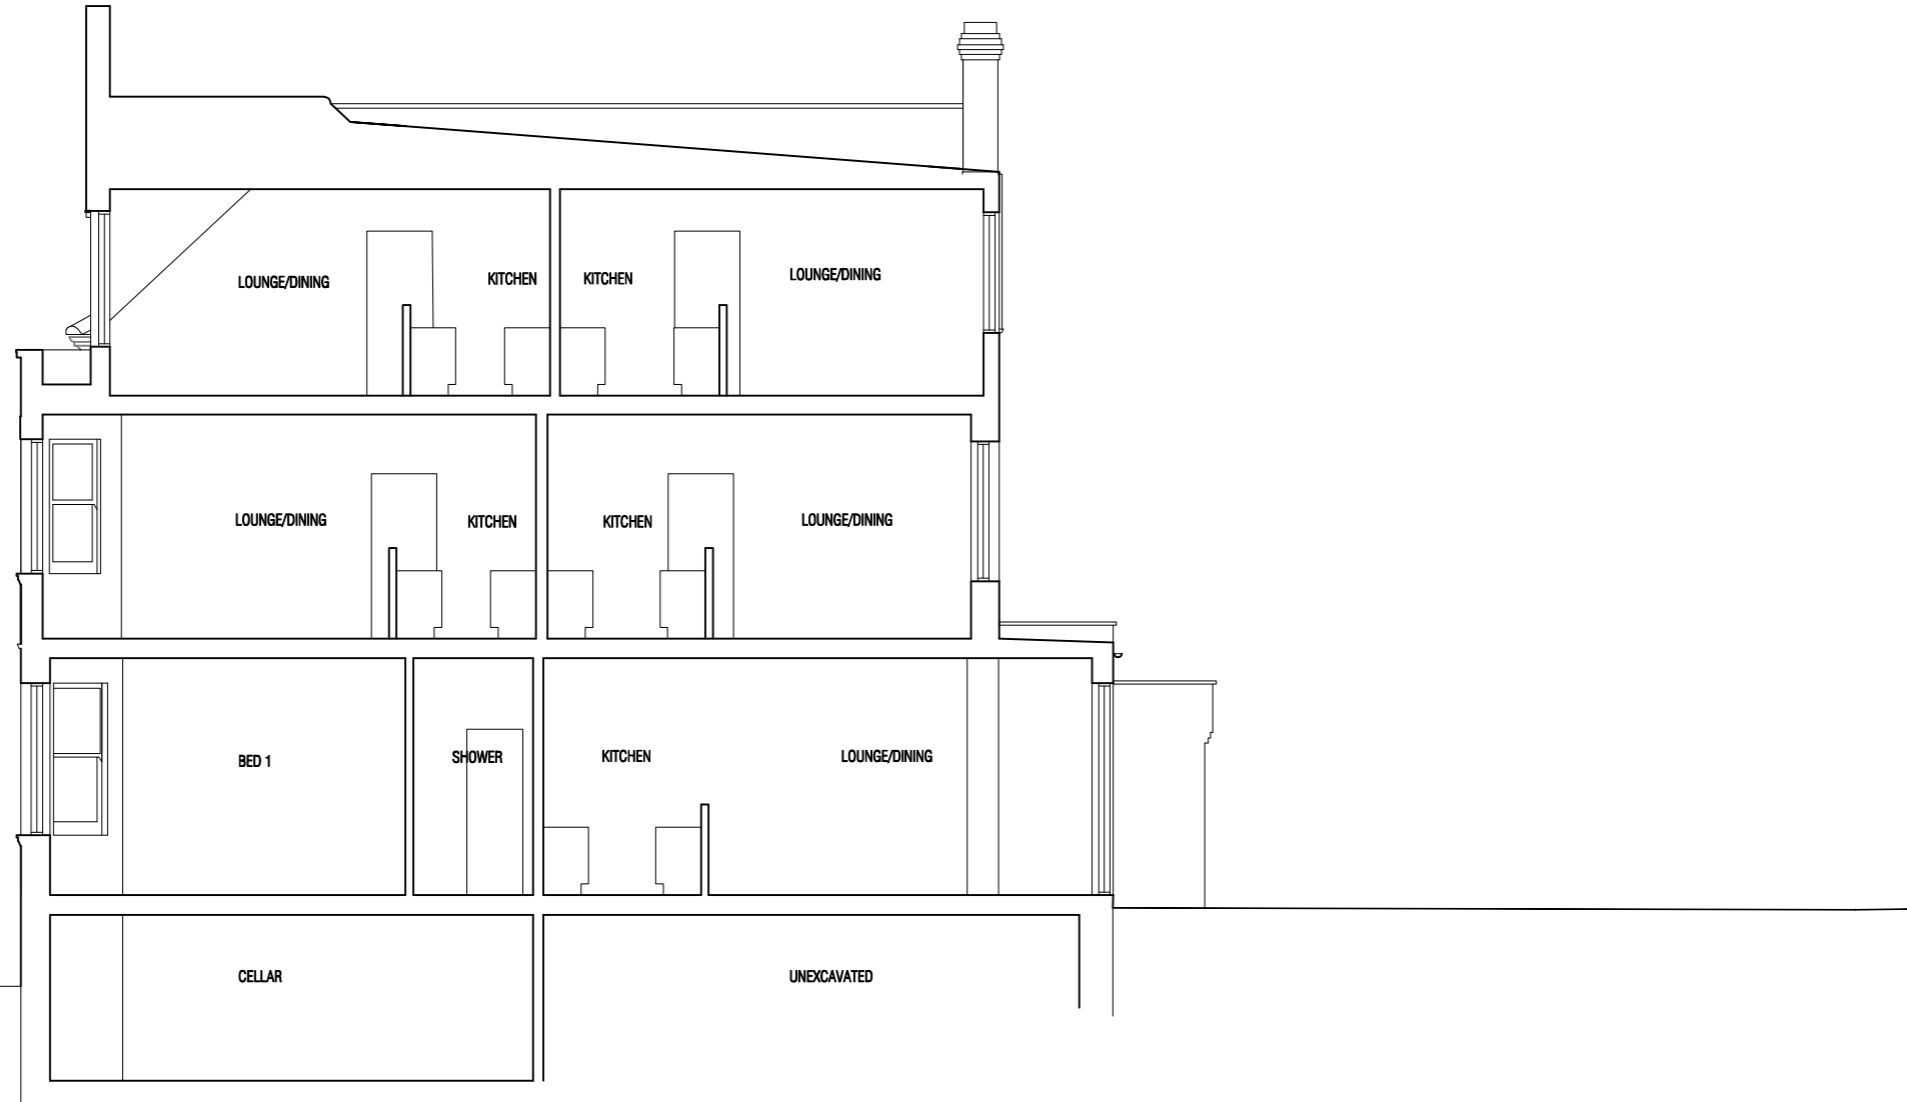 LOUNGE/DINING
KITCHEN
KITCHEN
LOUNGE/DINING
LOUNGE/DINING
KITCHEN
KITCHEN
LOUNGE/DINING
BED 1
SHOWER
KITCHEN
LOUNGE/DINING
CELLAR
UNEXCAVATED